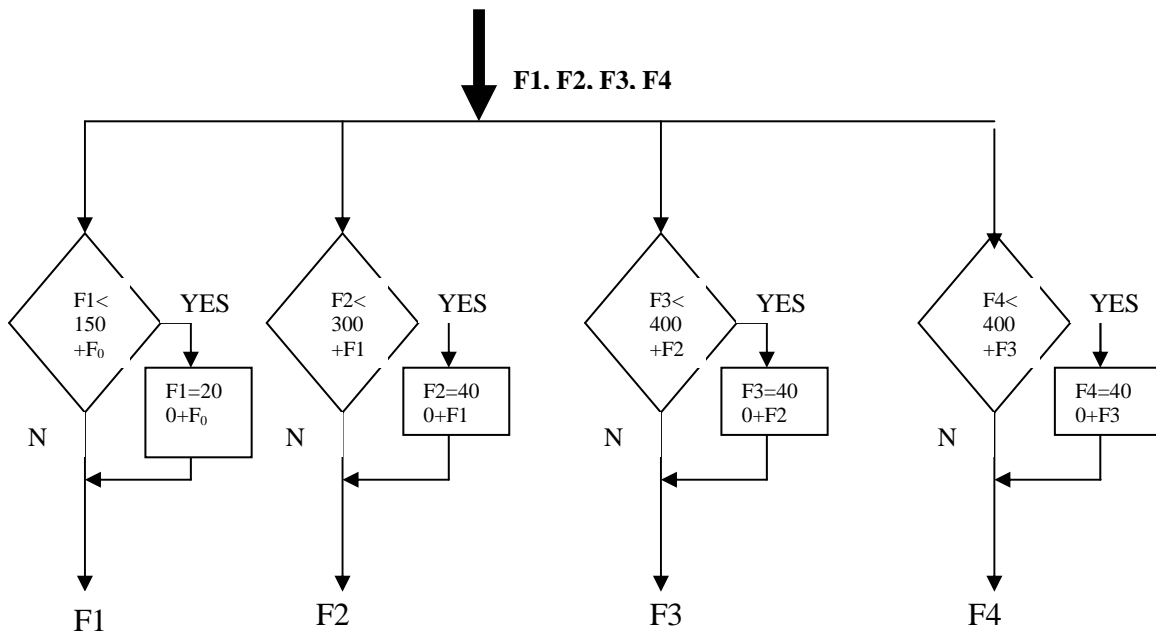 F1, F2, F3, F4
F1<
150
+F₀
YES
F1=20
0+F₀
N
F1
F2<
300
+F1
YES
F2=40
0+F1
N
F2
F3<
400
+F2
YES
F3=40
0+F2
N
F3
F4<
400
+F3
YES
F4=40
0+F3
N
F4